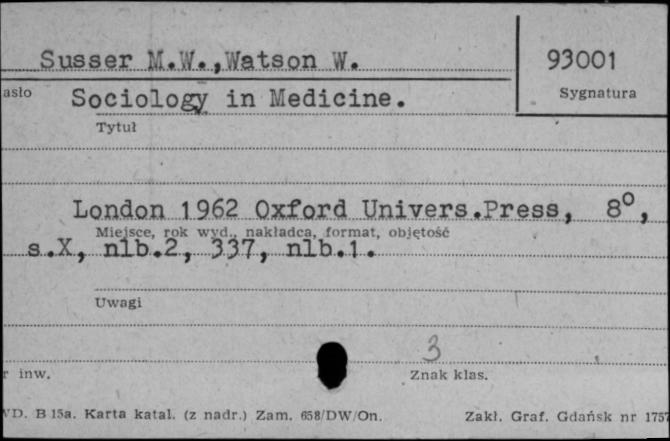 Susser M.W.,Watson W.
93001
asło
Sociology in Medicine.
Sygnatura
Tytuł
London 1962 Oxford Univers.Press, 8°,
Miejsce, rok wyd., nakładca, format, objętość
s.X, nlb.2, 337, nlb.1.
Uwagi
3
r inw.
Znak klas.
D. B 15a. Karta katal. (z nadr.) Zam. 658/DW/On.
Zakł. Graf. Gdańsk nr 1757